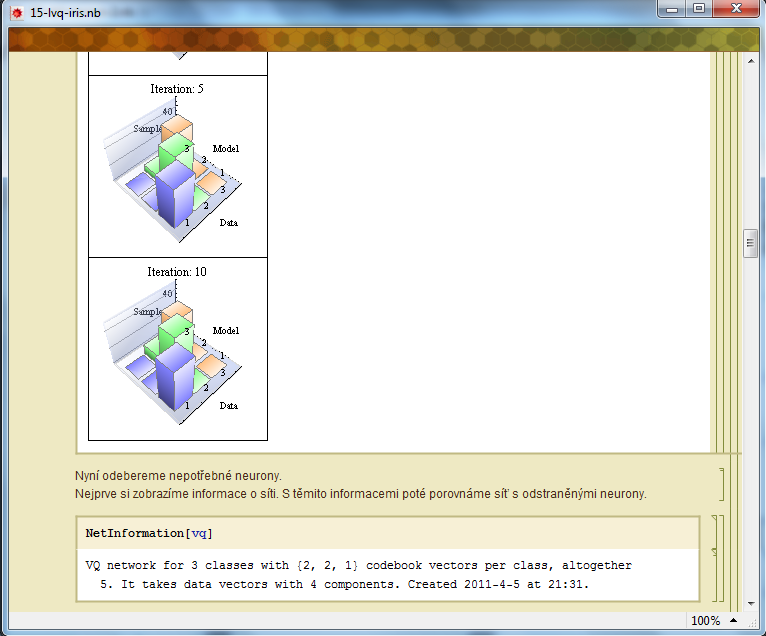 15-lvq-iris.nb
Iteration: 5
40
Sample
3
Model
2
1
3
2
1
Data
Iteration: 10
40
Sample
3
Model
2
1
3
2
1
Data
Nyní odebereme nepotřebné neurony.
Nejprve si zobrazíme informace o síti. S těmito informacemi poté porovnáme síť s odstraněnými neurony.
NetInformation[vq]
VQ network for 3 classes with {2, 2, 1} codebook vectors per class, altogether
5. It takes data vectors with 4 components. Created 2011-4-5 at 21:31.
100%